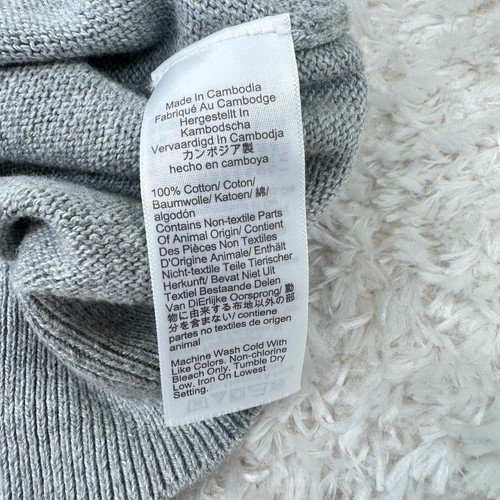 Made In Cambodia
Fabriqué Au Cambodge
Hergestellt In
Kambodscha
Vervaardigd In Cambodja
カンボジア製
hecho en camboya
100% Cotton/ Coton/
Baumwolle/ Katoen/ 綿/
algodón
Contains Non-textile Parts
Of Animal Origin/ Contient
Des Pièces Non Textiles
D'Origine Animale/ Enthält
Nicht-textile Teile Tierischer
Herkunft/ Bevat Niet Uit
Textiel Bestaande Delen
Van DiErlijke Oorsprong/ 動
物に由来する布地以外の部
分を含まない/ contiene
partes no textiles de origen
animal
Machine Wash Cold With
Like Colors. Non-chlorine
Bleach Only. Tumble Dry
Low. Iron On Lowest
Setting.